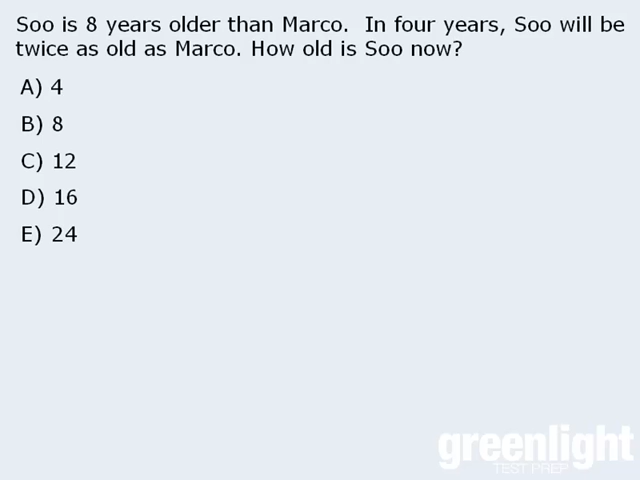 Soo is 8 years older than Marco.  In four years, Soo will be
twice as old as Marco. How old is Soo now?
A) 4
B) 8
C) 12
D) 16
E) 24
greenlight
TEST PREP